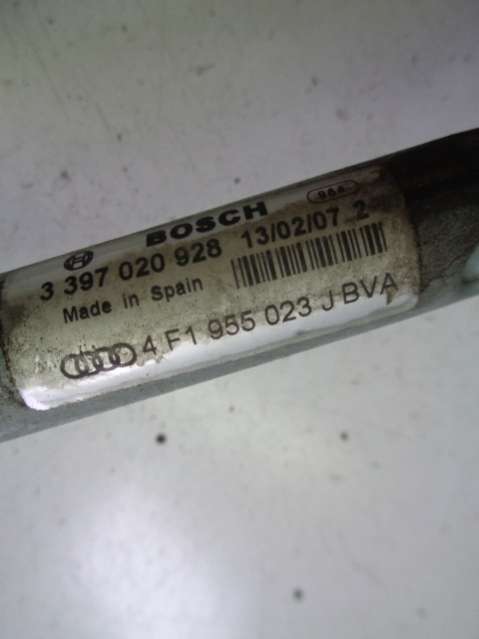 BOSCH
3 397 020 928 13/02/07 2
Made in Spain
4 F1 955 023 J BVA